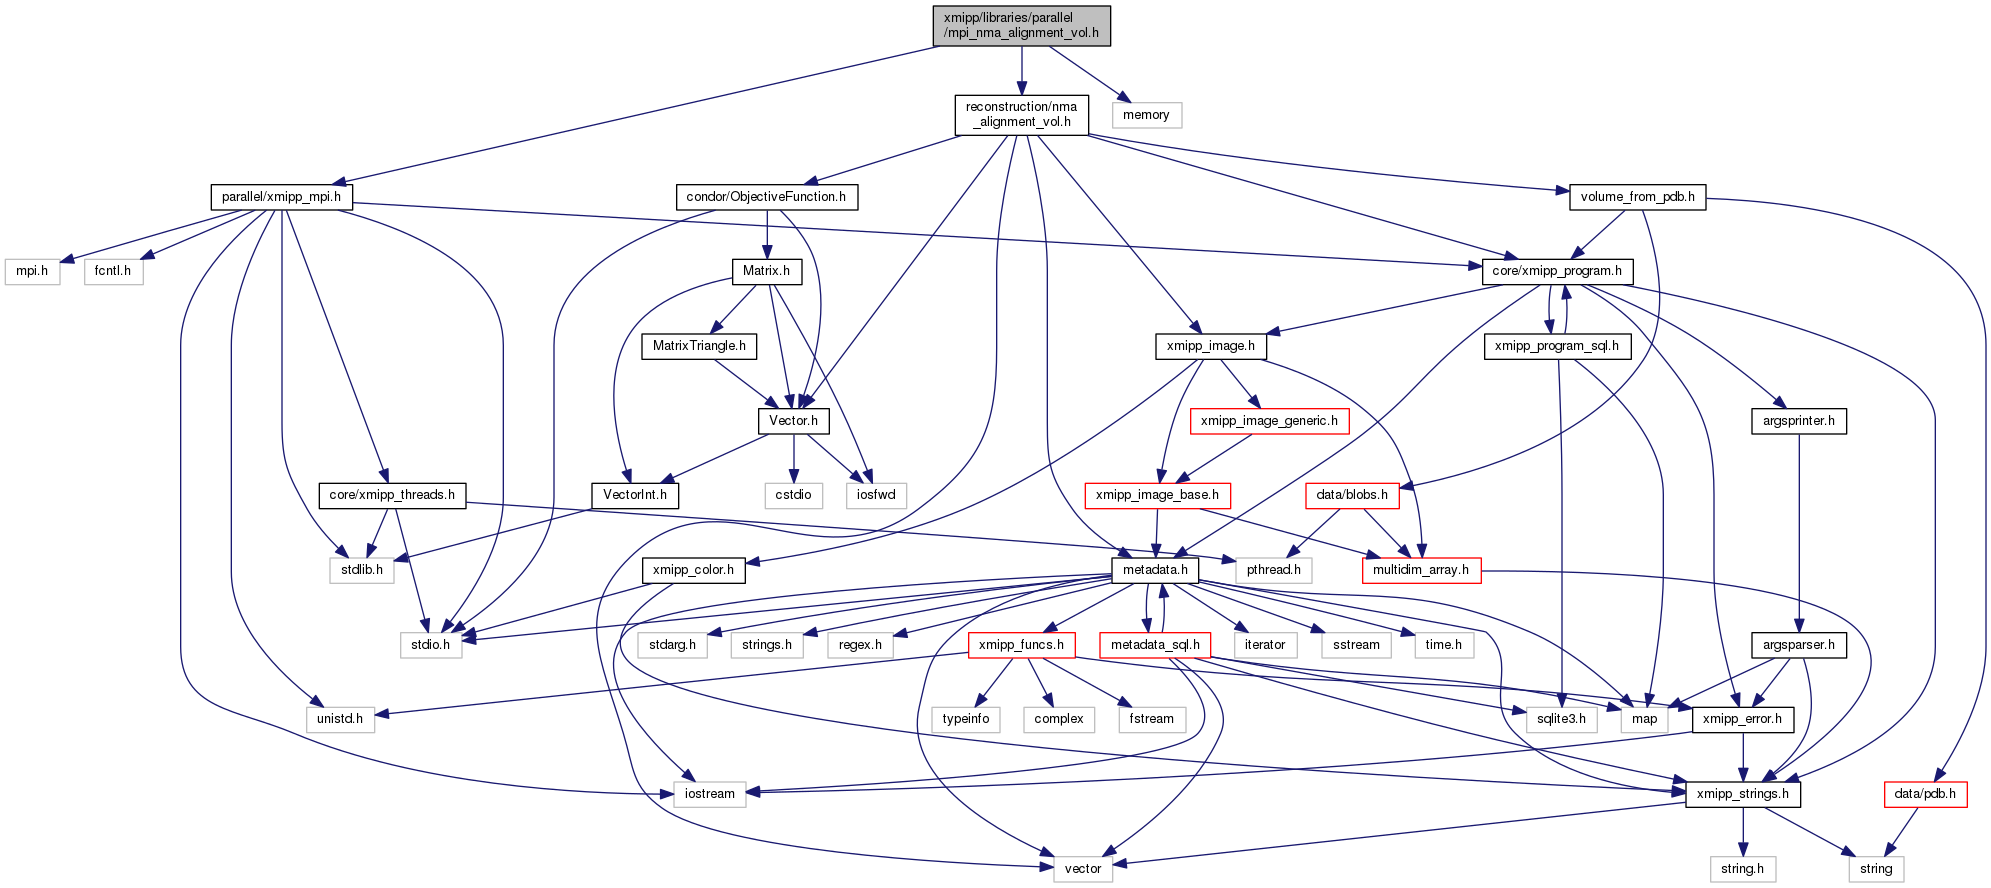 xmipp/libraries/parallel
/mpi_nma_alignment_vol.h
reconstruction/nma
_alignment_vol.h
memory
parallel/xmipp_mpi.h
condor/ObjectiveFunction.h
volume_from_pdb.h
mpi.h
fcntl.h
Matrix.h
core/xmipp_program.h
MatrixTriangle.h
xmipp_image.h
xmipp_program_sql.h
Vector.h
xmipp_image_generic.h
argsprinter.h
core/xmipp_threads.h
VectorInt.h
cstdio
iosfwd
xmipp_image_base.h
data/blobs.h
stdlib.h
xmipp_color.h
metadata.h
pthread.h
multidim_array.h
stdio.h
stdarg.h
strings.h
regex.h
xmipp_funcs.h
metadata_sql.h
iterator
sstream
time.h
argsparser.h
unistd.h
typeinfo
complex
fstream
sqlite3.h
map
xmipp_error.h
iostream
xmipp_strings.h
data/pdb.h
vector
string.h
string